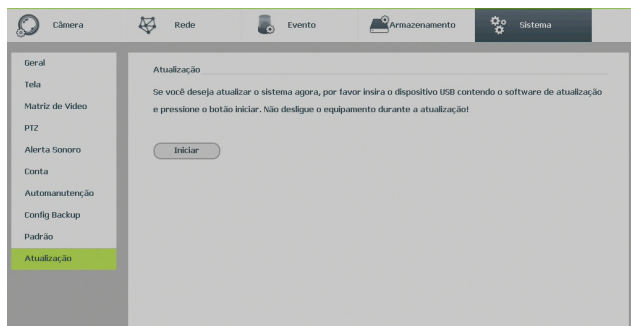 Câmera
Rede
Evento
Armazenamento
Sistema
Geral
Tela
Matriz de Vídeo
PTZ
Alerta Sonoro
Conta
Automanutenção
Config Backup
Padrão
Atualização
Atualização
Se você deseja atualizar o sistema agora, por favor insira o dispositivo USB contendo o software de atualização
e pressione o botão iniciar. Não desligue o equipamento durante a atualização!
Iniciar